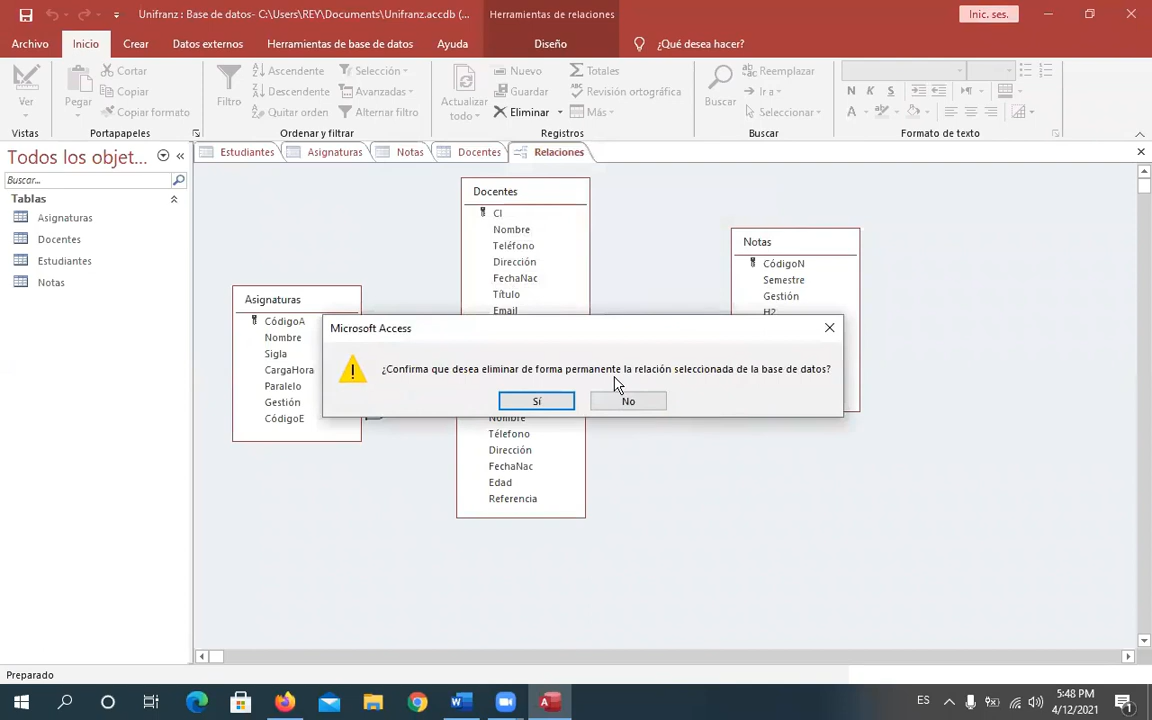 Unifranz : Base de datos- C:\Users\REY\Documents\Unifranz.accdb (...
Herramientas de relaciones
Inic. ses.
Archivo
Inicio
Crear
Datos externos
Herramientas de base de datos
Ayuda
Diseño
¿Qué desea hacer?
Ver
Pegar
Cortar
Copiar
Copiar formato
Filtro
Ascendente
Descendente
Quitar orden
Selección
Avanzadas
Alternar filtro
Actualizar
todo
Nuevo
Guardar
Eliminar
Totales
Revisión ortográfica
Más
Buscar
Reemplazar
Ir a
Seleccionar
N K S
A
Vistas
Portapapeles
Ordenar y filtrar
Registros
Buscar
Formato de texto
Todos los objet...
Buscar...
Tablas
Asignaturas
Docentes
Estudiantes
Notas
Estudiantes
Asignaturas
Notas
Docentes
Relaciones
Docentes
CI
Nombre
Teléfono
Dirección
FechaNac
Título
Email
Notas
CódigoN
Semestre
Gestión
H2
Asignaturas
CódigoA
Nombre
Sigla
CargaHora
Paralelo
Gestión
CódigoE
Microsoft Access
¿Confirma que desea eliminar de forma permanente la relación seleccionada de la base de datos?
Sí
No
Nombre
Télefono
Dirección
FechaNac
Edad
Referencia
Preparado
ES
5:48 PM
4/12/2021
1